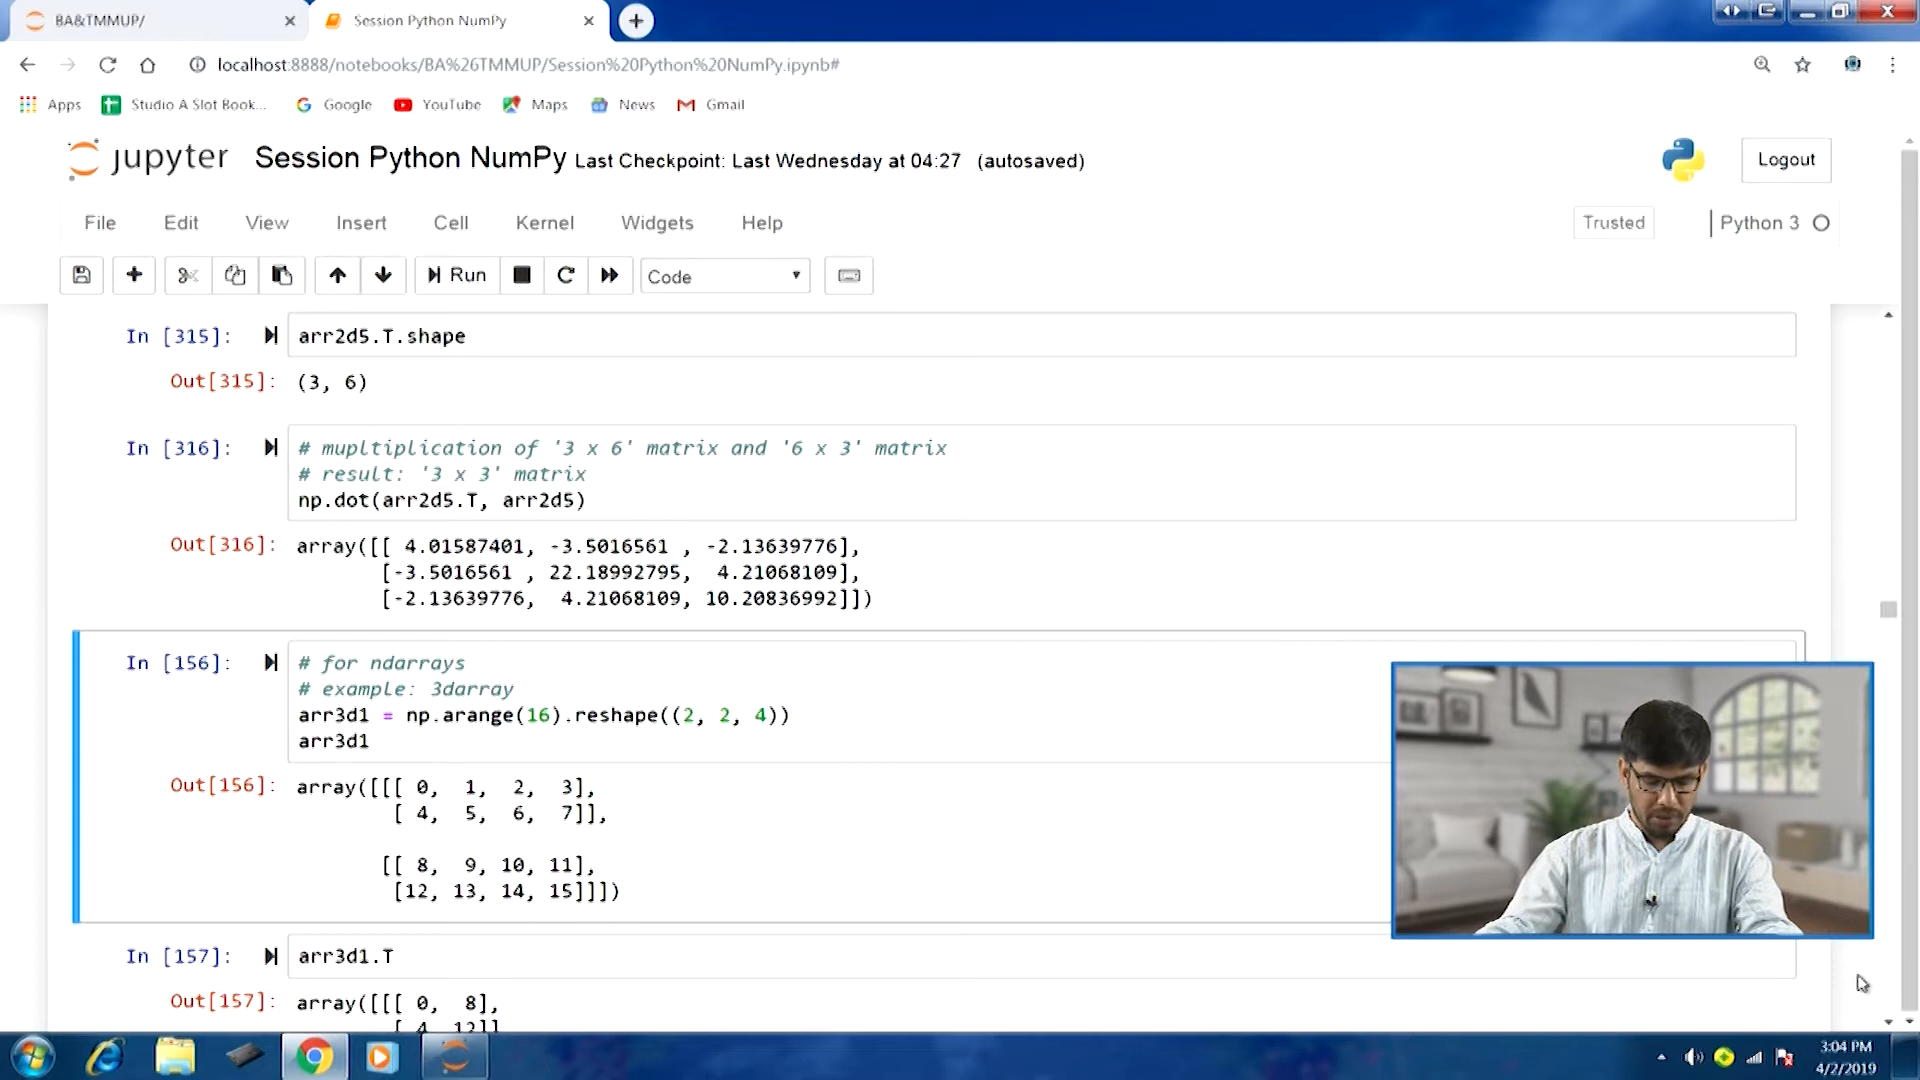 BA&TMMUP/
Session Python NumPy
localhost:8888/notebooks/BA%26TMMUP/Session%20Python%20NumPy.ipynb#
Apps Studio A Slot Book... Google YouTube Maps News Gmail
jupyter Session Python NumPy Last Checkpoint: Last Wednesday at 04:27 (autosaved)
Logout
File Edit View Insert Cell Kernel Widgets Help
Trusted
Python 3
Run
Code
In [315]: arr2d5.T.shape
Out[315]: (3, 6)
In [316]: # mupltiplication of '3 x 6' matrix and '6 x 3' matrix
# result: '3 x 3' matrix
np.dot(arr2d5.T, arr2d5)
Out[316]: array([[ 4.01587401, -3.5016561 , -2.13639776],
[-3.5016561 , 22.18992795, 4.21068109],
[-2.13639776, 4.21068109, 10.20836992]])
In [156]: # for ndarrays
# example: 3darray
arr3d1 = np.arange(16).reshape((2, 2, 4))
arr3d1
Out[156]: array([[[ 0, 1, 2, 3],
[ 4, 5, 6, 7]],
[[ 8, 9, 10, 11],
[12, 13, 14, 15]]])
In [157]: arr3d1.T
Out[157]: array([[[ 0, 8],
[ 4, 12]]
3:04 PM
4/2/2019